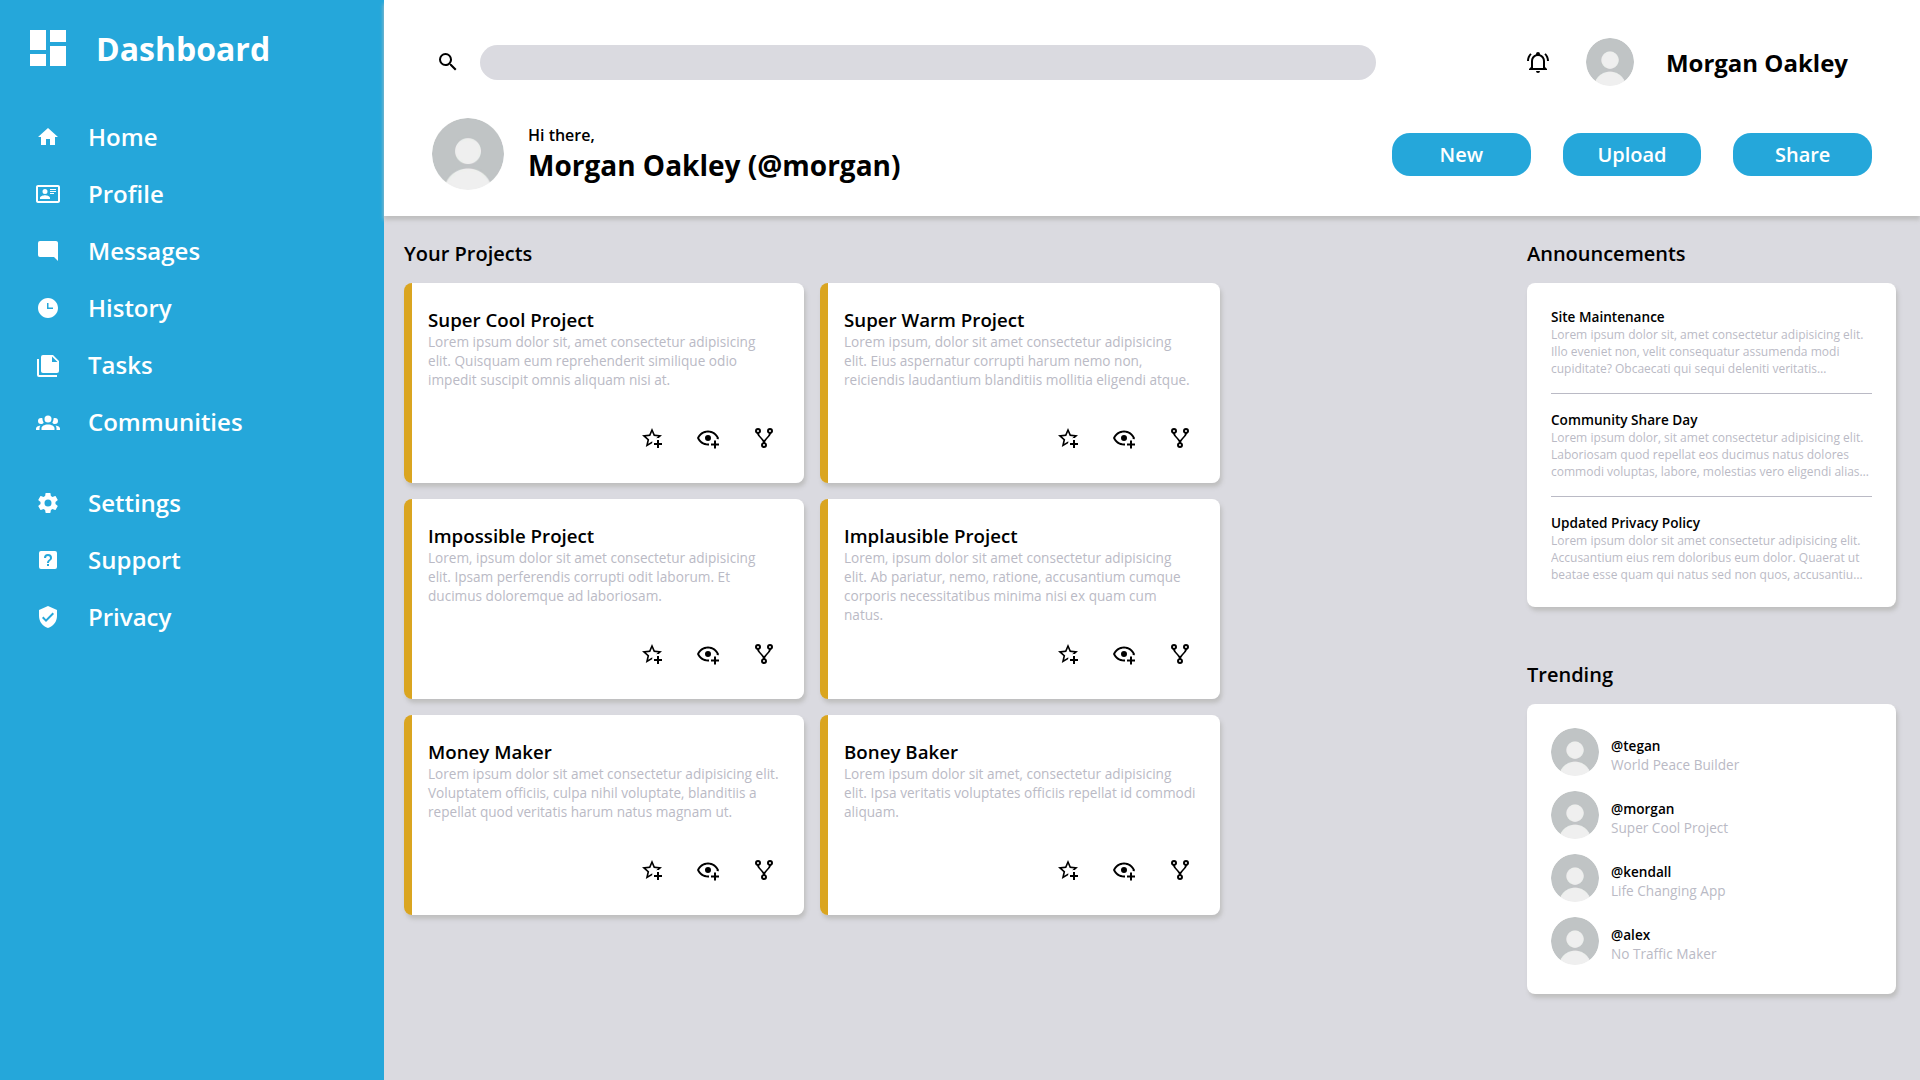 Dashboard
Home
Profile
Messages
History
Tasks
Communities
Settings
Support
Privacy
Morgan Oakley
Hi there,
Morgan Oakley (@morgan)
New
Upload
Share
Your Projects
Super Cool Project
Lorem ipsum dolor sit, amet consectetur adipisicing
elit. Quisquam eum reprehenderit similique odio
impedit suscipit omnis aliquam nisi at.
Super Warm Project
Lorem ipsum, dolor sit amet consectetur adipisicing
elit. Eius aspernatur corrupti harum nemo non,
reiciendis laudantium blanditiis mollitia eligendi atque.
Impossible Project
Lorem, ipsum dolor sit amet consectetur adipisicing
elit. Ipsam perferendis corrupti odit laborum. Et
ducimus doloremque ad laboriosam.
Implausible Project
Lorem, ipsum dolor sit amet consectetur adipisicing
elit. Ab pariatur, nemo, ratione, accusantium cumque
corporis necessitatibus minima nisi ex quam cum
natus.
Money Maker
Lorem ipsum dolor sit amet consectetur adipisicing elit.
Voluptatem officiis, culpa nihil voluptate, blanditiis a
repellat quod veritatis harum natus magnam ut.
Boney Baker
Lorem ipsum dolor sit amet, consectetur adipisicing
elit. Ipsa veritatis voluptates officiis repellat id commodi
aliquam.
Announcements
Site Maintenance
Lorem ipsum dolor sit, amet consectetur adipisicing elit.
Illo eveniet non, velit consequatur assumenda modi
cupiditate? Obcaecati qui sequi deleniti veritatis...
Community Share Day
Lorem ipsum dolor, sit amet consectetur adipisicing elit.
Laboriosam quod repellat eos ducimus natus dolores
commodi voluptas, labore, molestias vero eligendi alias...
Updated Privacy Policy
Lorem ipsum dolor sit amet consectetur adipisicing elit.
Accusantium eius rem doloribus eum dolor. Quaerat ut
beatae esse quam qui natus sed non quos, accusantiu...
Trending
@tegan
World Peace Builder
@morgan
Super Cool Project
@kendall
Life Changing App
@alex
No Traffic Maker